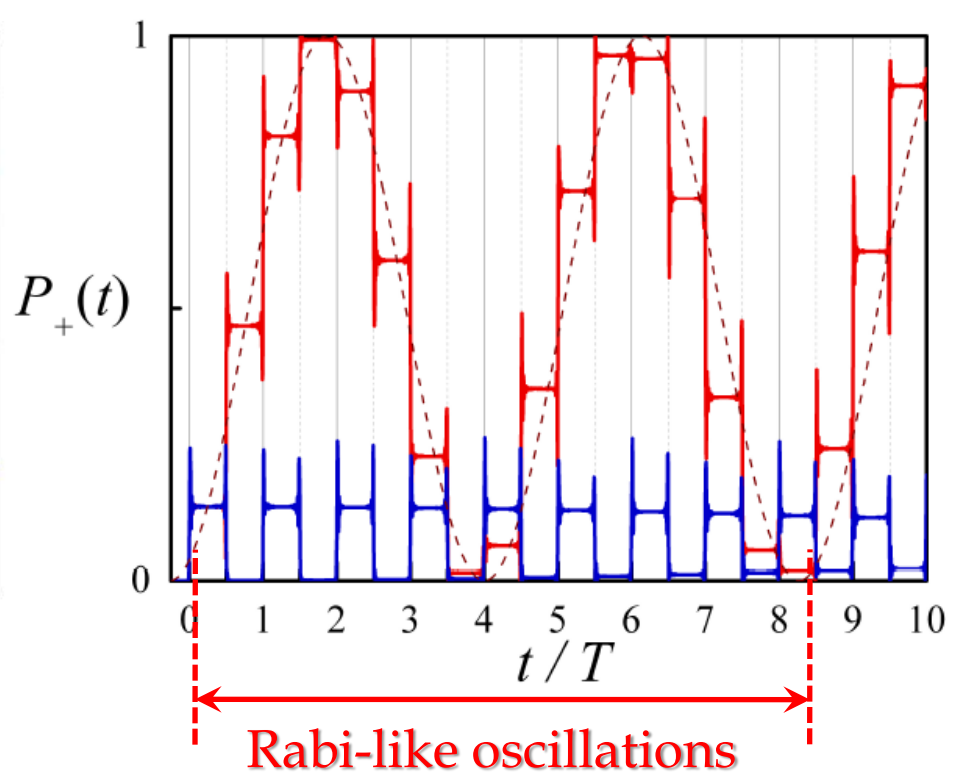 1
P₊(t)
0
0 1 2 3 4 5 6 7 8 9 10
t / T
Rabi-like oscillations